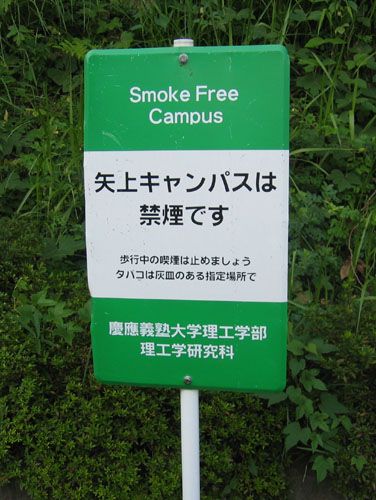 Smoke Free
Campus
矢上キャンパスは
禁煙です
歩行中の喫煙は止めましょう
タバコは灰皿のある指定場所で
慶應義塾大学理工学部
理工学研究科